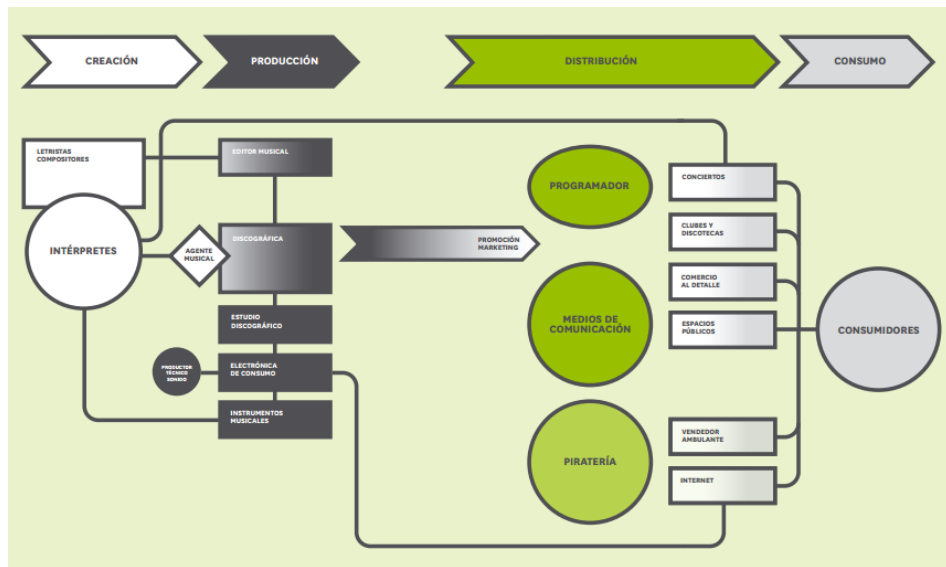 CREACIÓN
PRODUCCIÓN
DISTRIBUCIÓN
CONSUMO
LETRISTAS
COMPOSITORES
INTÉRPRETES
AGENTE
MUSICAL
EDITOR MUSICAL
DISCOGRÁFICA
ESTUDIO
DISCOGRÁFICO
PRODUCTOR
TÉCNICO
SONIDO
ELECTRÓNICA
DE CONSUMO
INSTRUMENTOS
MUSICALES
PROMOCIÓN
MARKETING
PROGRAMADOR
MEDIOS DE
COMUNICACIÓN
PIRATERÍA
CONCIERTOS
CLUBES Y
DISCOTECAS
COMERCIO
AL DETALLE
ESPACIOS
PÚBLICOS
VENDEDOR
AMBULANTE
INTERNET
CONSUMIDORES